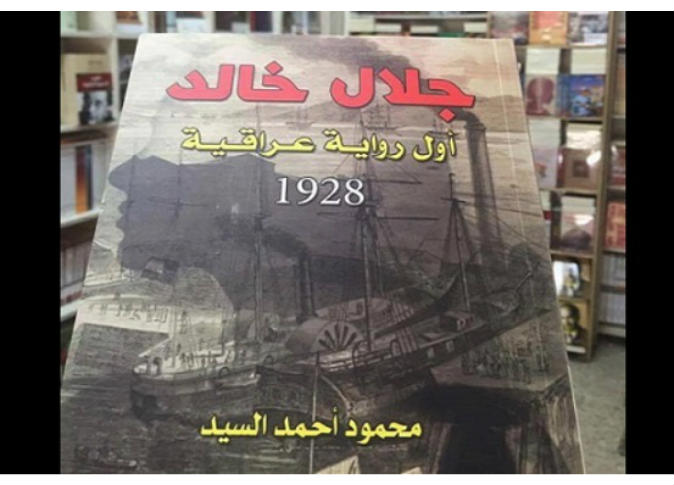 جلال خالد
أول رواية عراقية
1928
محمود أحمد السيد